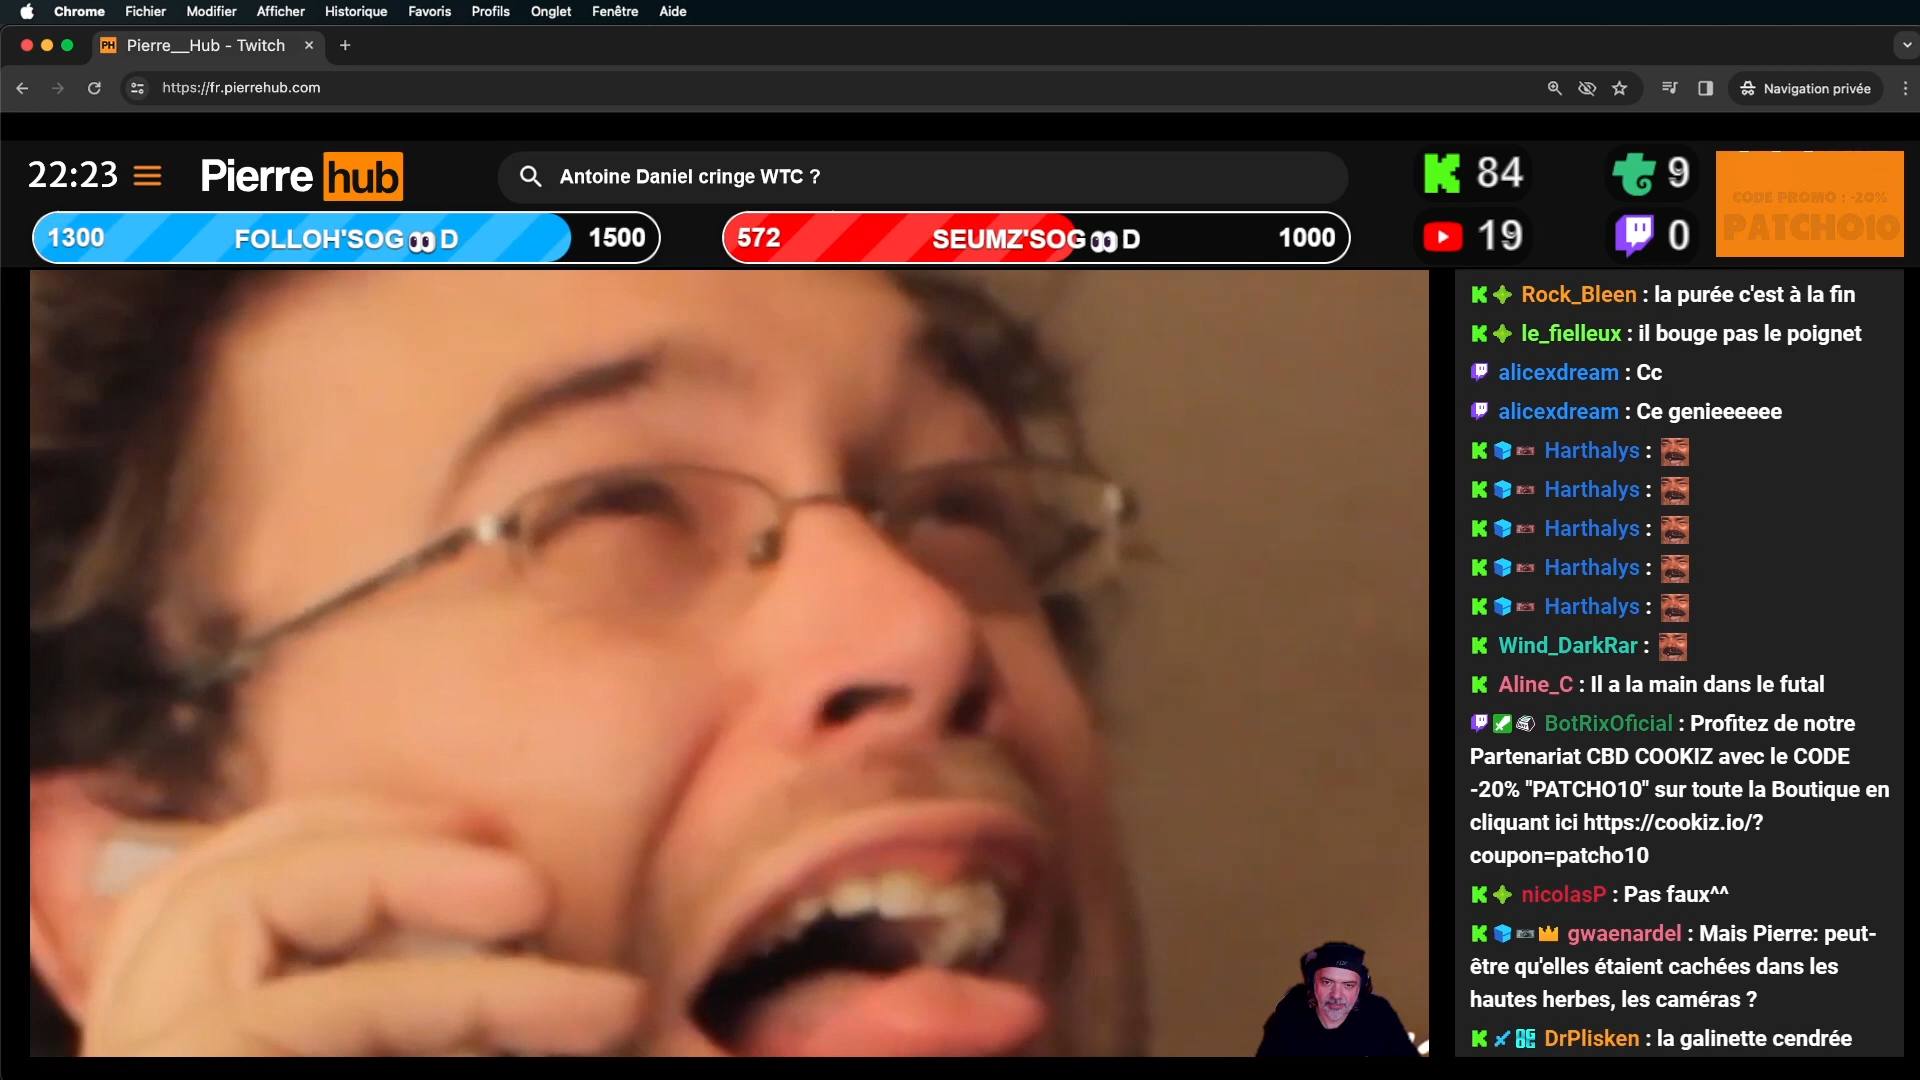 Chrome Fichier Modifier Afficher Historique Favoris Profils Onglet Fenêtre Aide
PH Pierre__Hub - Twitch
https://fr.pierrehub.com
Navigation privée
22:23
Pierre hub
Antoine Daniel cringe WTC ?
84
9
CODE PROMO : -20%
PATCHO10
1300 FOLLOH'SOG👀D 1500
572 SEUMZ'SOG👀D 1000
19
0
Rock_Bleen : la purée c'est à la fin
le_fielleux : il bouge pas le poignet
alicexdream : Cc
alicexdream : Ce genieeeeee
Harthalys :
Harthalys :
Harthalys :
Harthalys :
Harthalys :
Wind_DarkRar :
Aline_C : Il a la main dans le futal
BotRixOficial : Profitez de notre
Partenariat CBD COOKIZ avec le CODE
-20% "PATCHO10" sur toute la Boutique en
cliquant ici https://cookiz.io/?
coupon=patcho10
nicolasP : Pas faux^^
gwaenardel : Mais Pierre: peut-
être qu'elles étaient cachées dans les
hautes herbes, les caméras ?
DrPlisken : la galinette cendrée